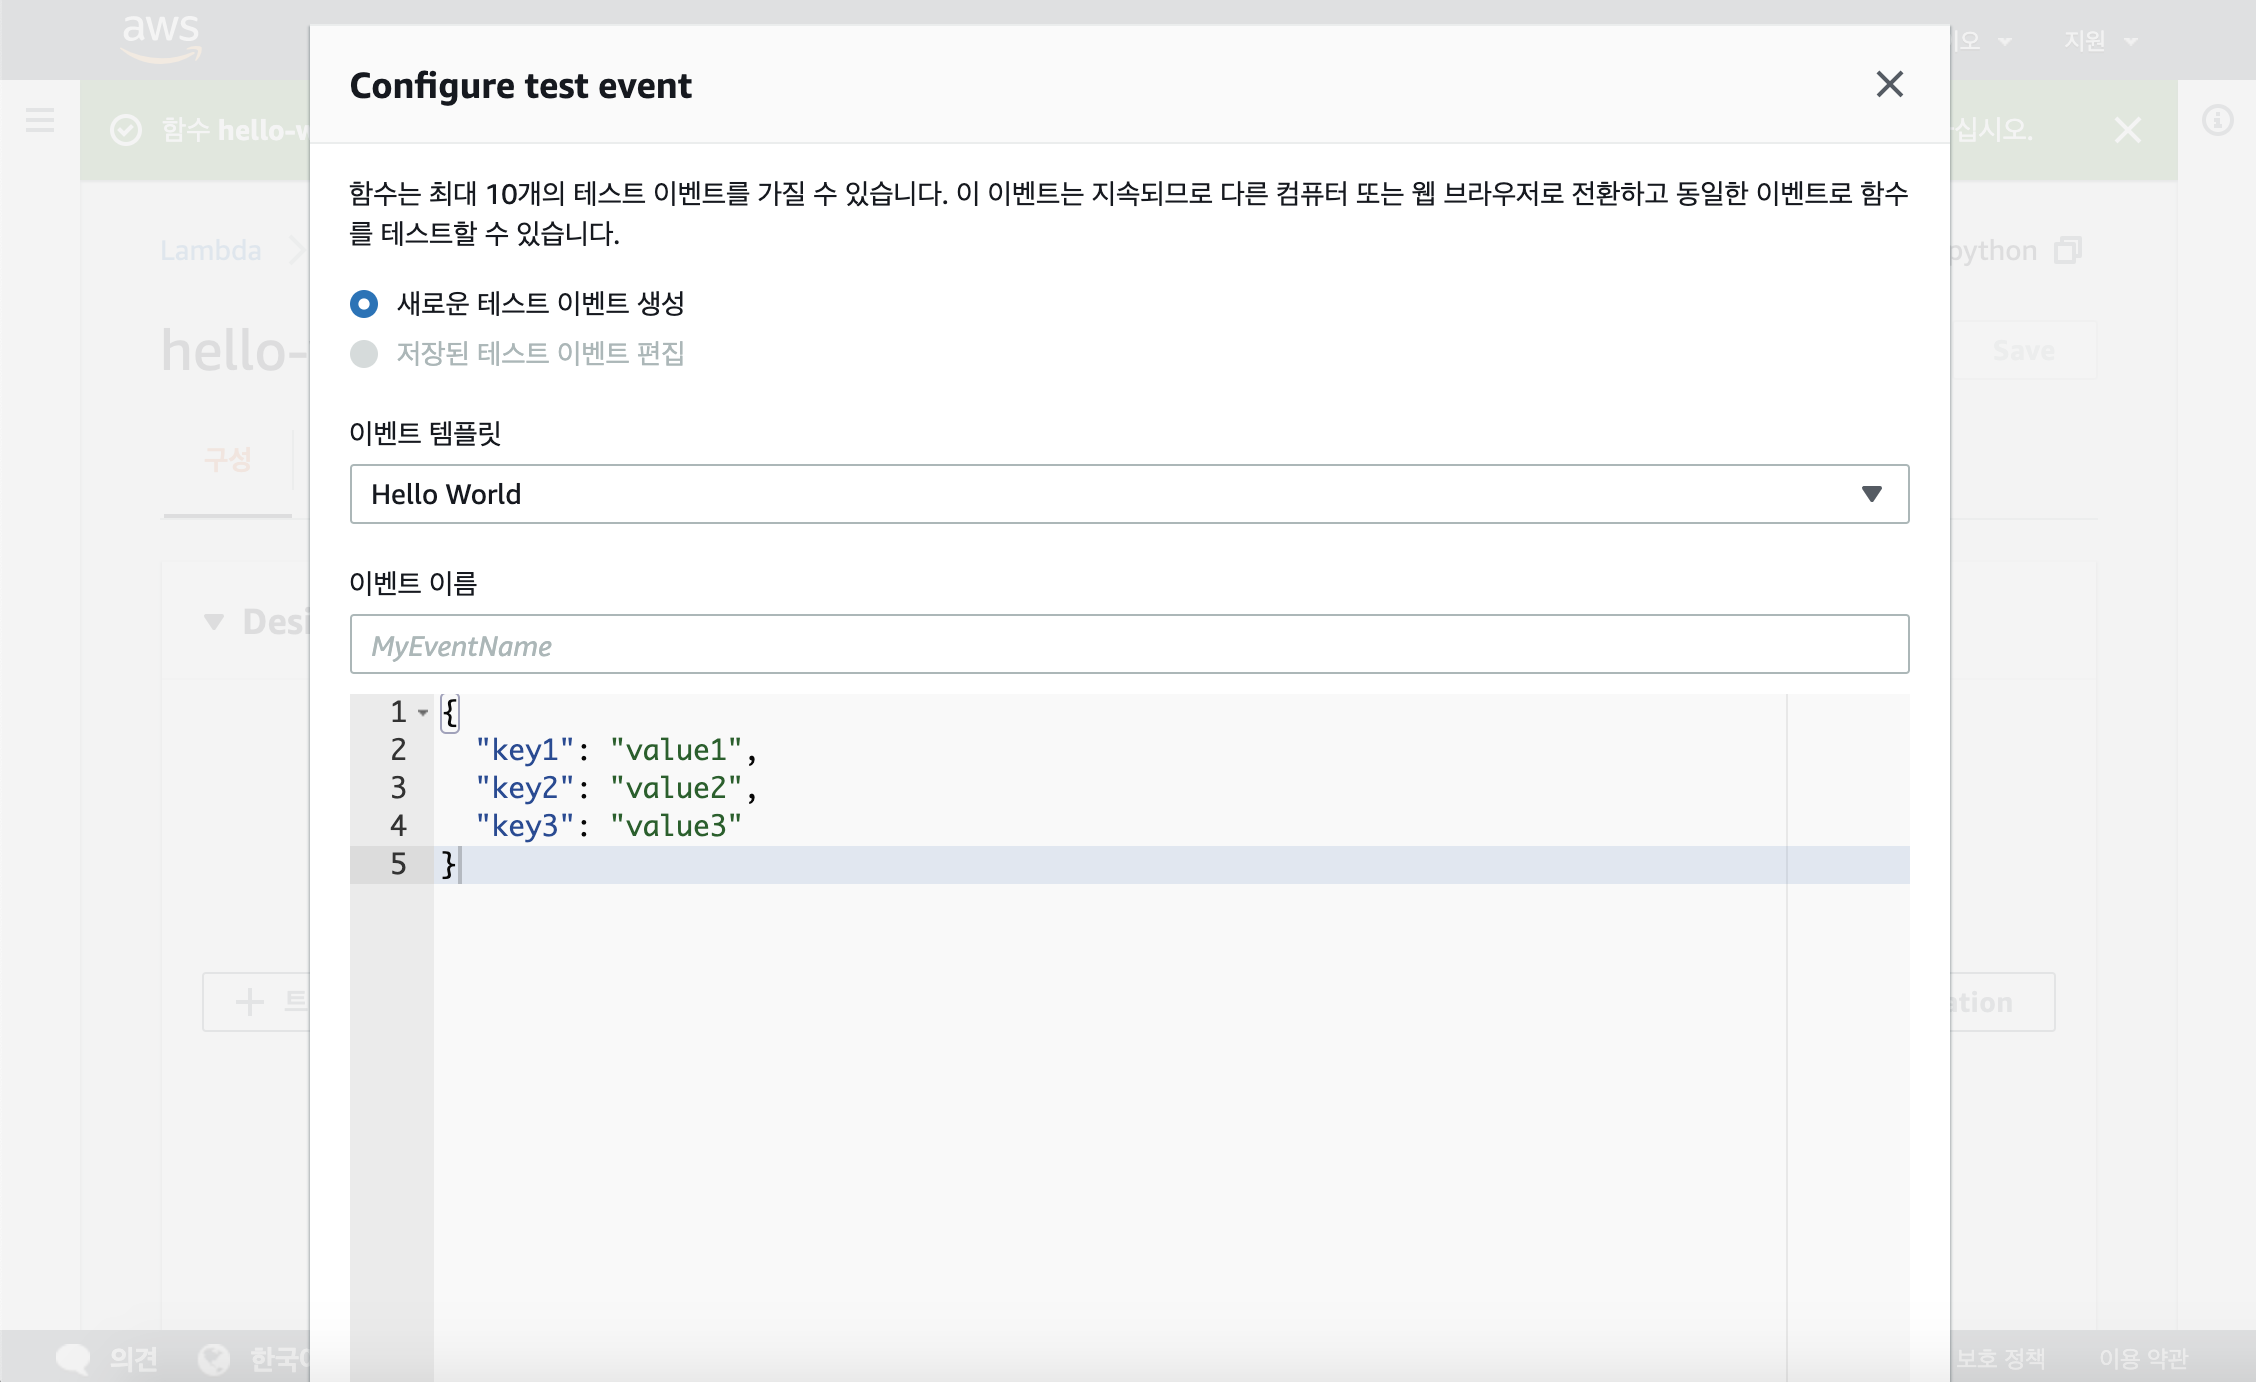 aws
지원
Configure test event
함수 hello-w
십시오.
함수는 최대 10개의 테스트 이벤트를 가질 수 있습니다. 이 이벤트는 지속되므로 다른 컴퓨터 또는 웹 브라우저로 전환하고 동일한 이벤트로 함수
를 테스트할 수 있습니다.
Lambda
python
새로운 테스트 이벤트 생성
hello-
Save
저장된 테스트 이벤트 편집
이벤트 템플릿
구성
Hello World
이벤트 이름
Desi
MyEventName
1 {
2 "key1": "value1",
3 "key2": "value2",
4 "key3": "value3"
5 }
트
ation
의견
한국어
보호 정책
이용 약관